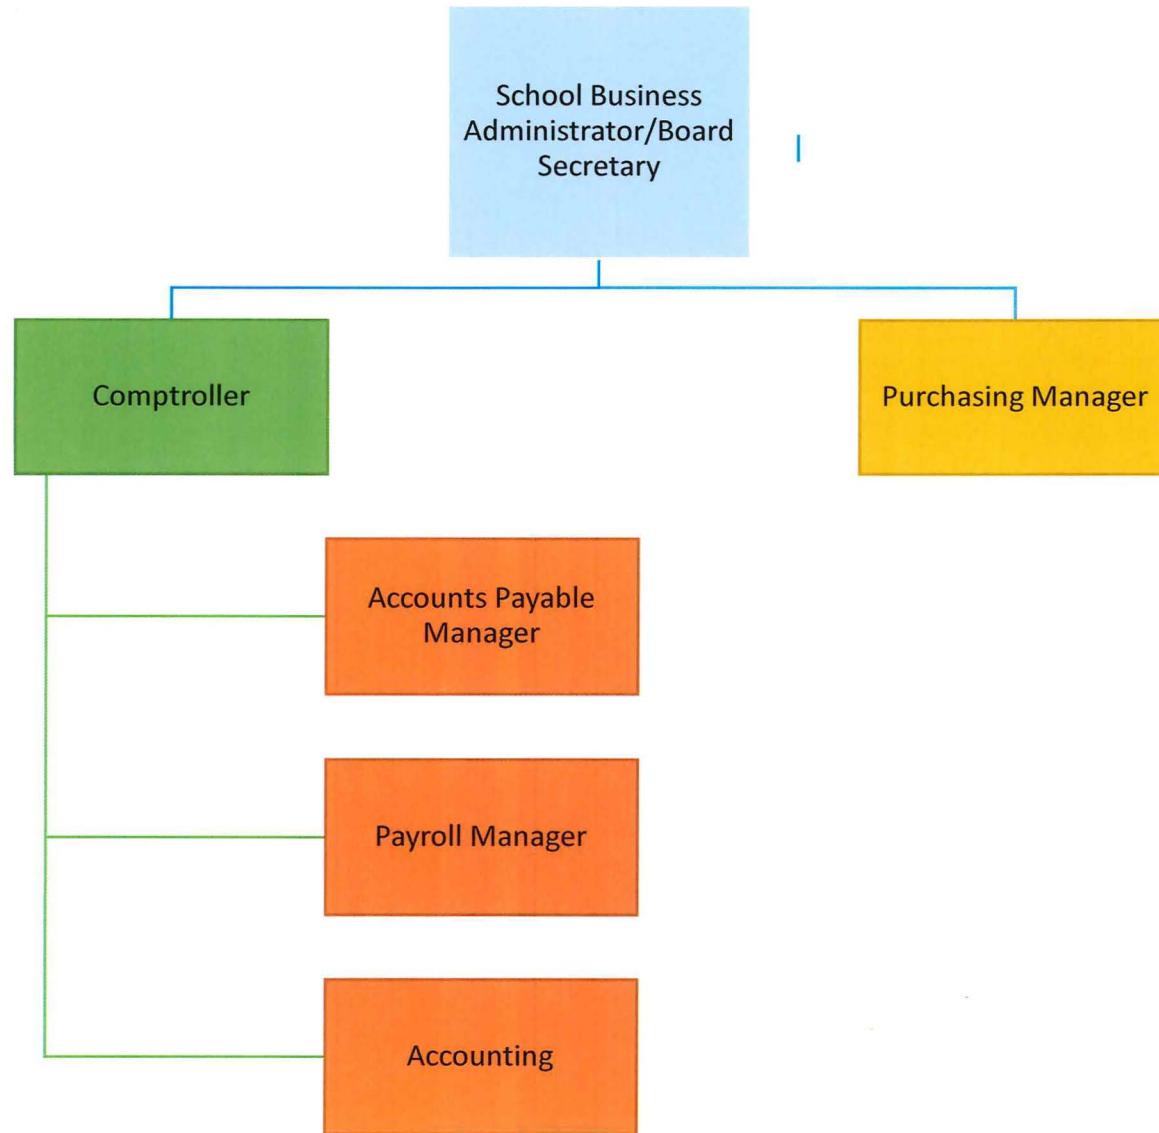 School Business
Administrator/Board
Secretary
Comptroller
Purchasing Manager
Accounts Payable
Manager
Payroll Manager
Accounting